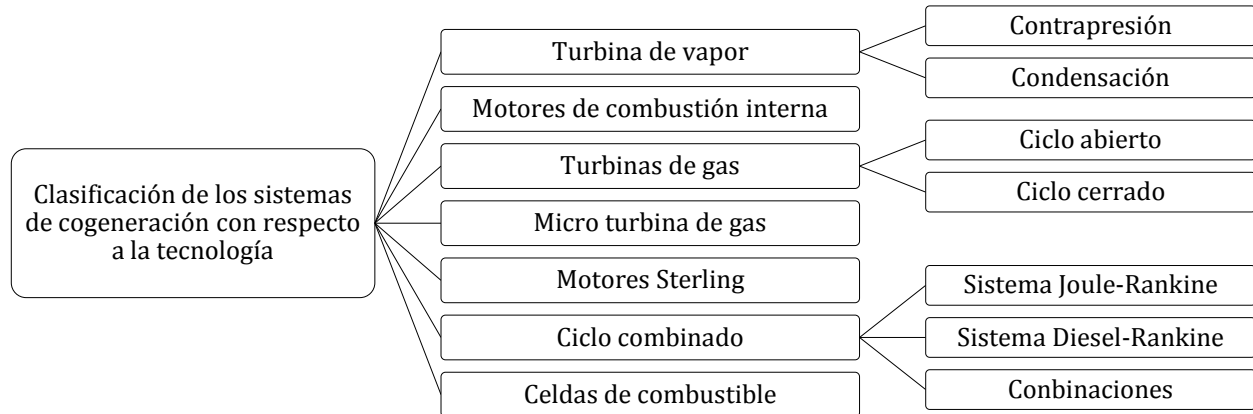 Clasificación de los sistemas
de cogeneración con respecto
a la tecnología
Turbina de vapor
Contrapresión
Condensación
Motores de combustión interna
Turbinas de gas
Ciclo abierto
Ciclo cerrado
Micro turbina de gas
Motores Sterling
Ciclo combinado
Sistema Joule-Rankine
Sistema Diesel-Rankine
Conbinaciones
Celdas de combustible